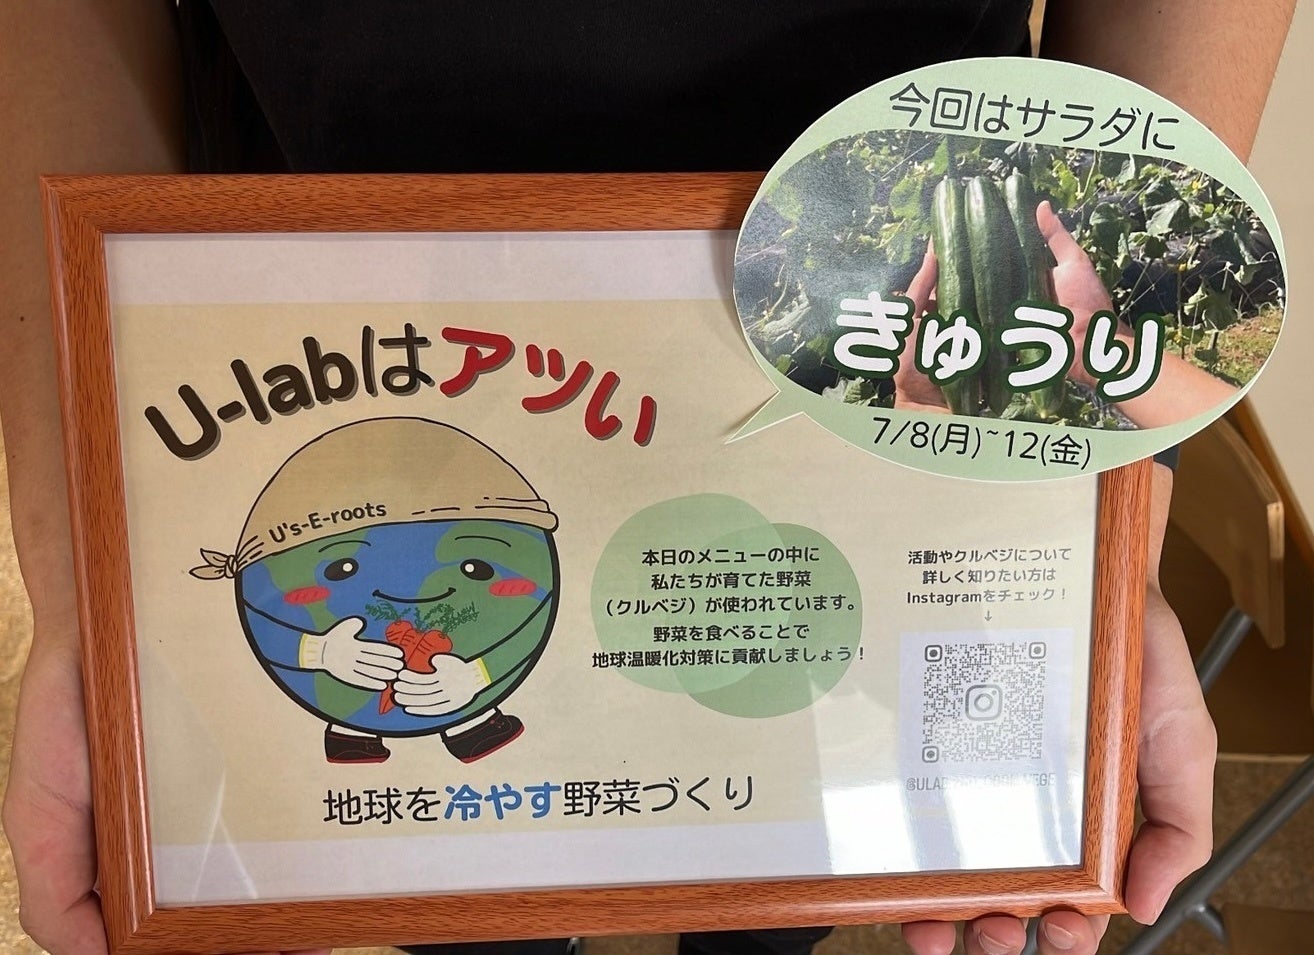 今回はサラダに
きゅうり
7/8(月)~12(金)
U-labはアツい
U's-E-roots
本日のメニューの中に
私たちが育てた野菜
（クルベジ）が使われています。
野菜を食べることで
地球温暖化対策に貢献しましょう！
活動やクルベジについて
詳しく知りたい方は
Instagramをチェック！
↓
地球を冷やす野菜づくり